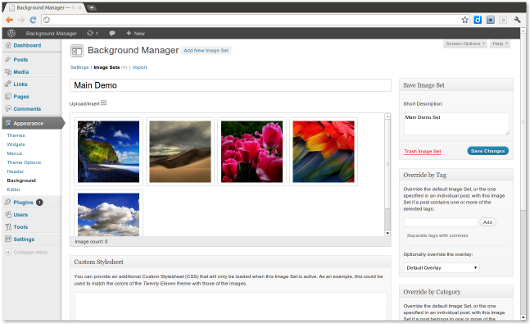 Background Manager — W
Background Manager
1
+ New
Dashboard
Posts
Media
Links
Pages
Comments
Appearance
Themes
Widgets
Menus
Theme Options
Header
Background
Editor
Plugins 1
Users
Tools
Settings
Collapse menu
Screen Options
Help
Background Manager Add New Image Set
Settings | Image Sets (4) | Import
Main Demo
Upload/Insert
Image count: 5
Custom Stylesheet
You can provide an additional Custom Stylesheet (CSS) that will only be loaded when this Image Set is active. As an example, this could be
used to match the colors of the Twenty Eleven theme with those of the images.
Save Image Set
Short Description:
Main Demo Set
Trash Image Set
Save Changes
Override by Tag
Override the default Image Set, or the one
specified in an individual post, with this Image
Set if a post contains one or more of the
selected tags:
Add
Separate tags with commas
Optionally override the overlay:
Default Overlay
Override by Category
Override the default Image Set, or the one
specified in an individual post, with this Image
Set if a post belongs to one or more of the